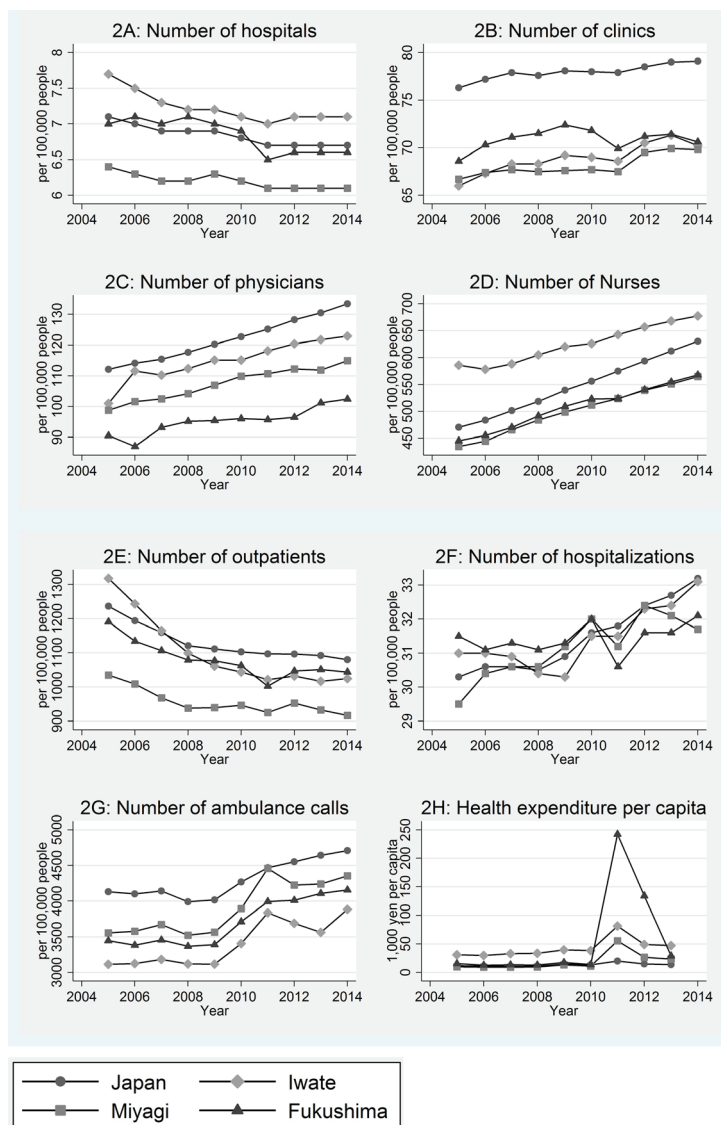 2A: Number of hospitals
per 100,000 people
8
7.5
7
6.5
6
2004 2006 2008 2010 2012 2014
Year
2B: Number of clinics
per 100,000 people
80
75
70
65
2004 2006 2008 2010 2012 2014
Year
2C: Number of physicians
per 100,000 people
130
120
110
100
90
2004 2006 2008 2010 2012 2014
Year
2D: Number of Nurses
per 100,000 people
700
650
600
550
500
450
2004 2006 2008 2010 2012 2014
Year
2E: Number of outpatients
per 100,000 people
1300
1200
1100
1000
900
2004 2006 2008 2010 2012 2014
Year
2F: Number of hospitalizations
per 100,000 people
33
32
31
30
29
2004 2006 2008 2010 2012 2014
Year
2G: Number of ambulance calls
per 100,000 people
5000
4500
4000
3500
3000
2004 2006 2008 2010 2012 2014
Year
2H: Health expenditure per capita
1,000 yen per capita
250
200
150
100
50
0
2004 2006 2008 2010 2012 2014
Year
Japan Iwate
Miyagi Fukushima